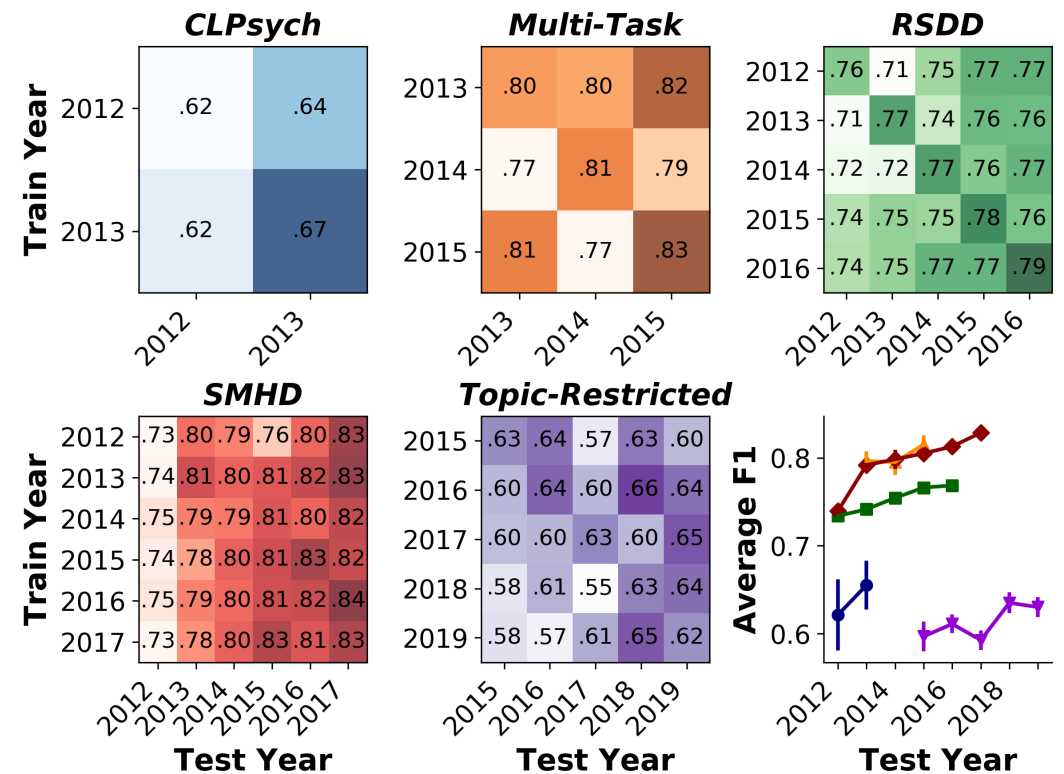 CLPsych
Multi-Task
RSDD
Train Year
2012
.62 .64
2013
.62 .67
2012 2013
2013
.80 .80 .82
2014
.77 .81 .79
2015
.81 .77 .83
2013 2014 2015
2012
.76 .71 .75 .77 .77
2013
.71 .77 .74 .76 .76
2014
.72 .72 .77 .76 .77
2015
.74 .75 .75 .78 .76
2016
.74 .75 .77 .77 .79
2012 2013 2014 2015 2016
SMHD
Topic-Restricted
Train Year
2012
.73 .80 .79 .76 .80 .83
2013
.74 .81 .80 .81 .82 .83
2014
.75 .79 .79 .81 .80 .82
2015
.74 .78 .80 .81 .83 .82
2016
.75 .79 .80 .81 .82 .84
2017
.73 .78 .80 .83 .81 .83
2012 2013 2014 2015 2016 2017
Test Year
2015
.63 .64 .57 .63 .60
2016
.60 .64 .60 .66 .64
2017
.60 .60 .63 .60 .65
2018
.58 .61 .55 .63 .64
2019
.58 .57 .61 .65 .62
2015 2016 2017 2018 2019
Test Year
Average F1
0.8
0.7
0.6
2012 2014 2016 2018
Test Year